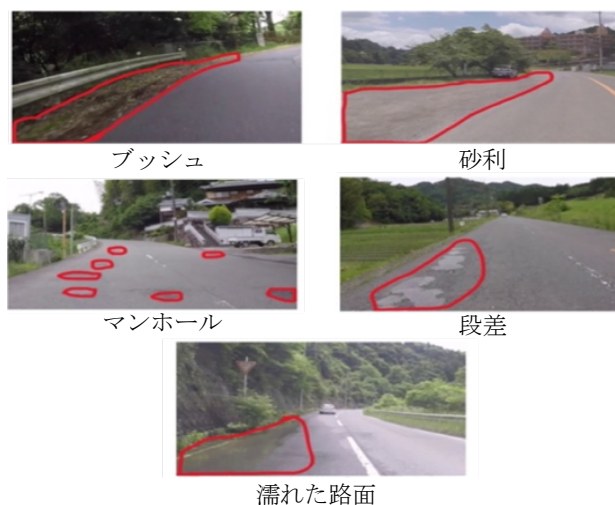 ブッシュ
砂利
マンホール
段差
濡れた路面